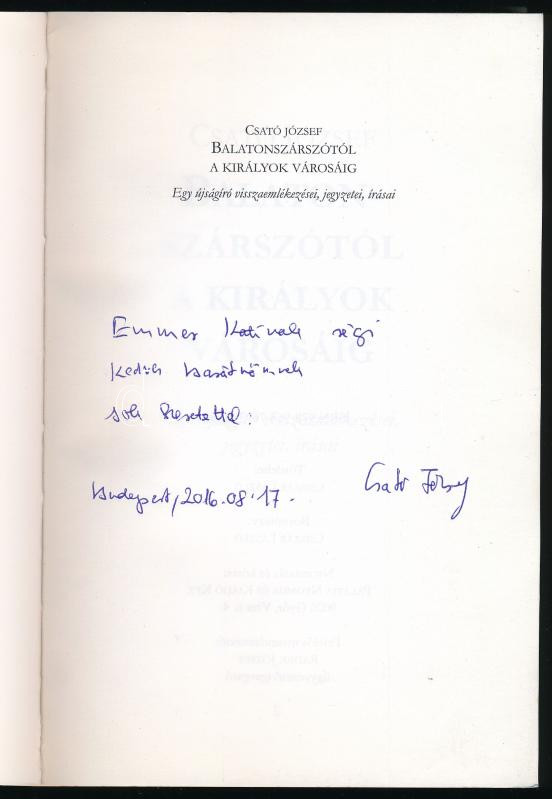 CSATÓ JÓZSEF
BALATONSZÁRSZÓTÓL
A KIRÁLYOK VÁROSÁIG
Egy újságíró visszaemlékezései, jegyzetei, írásai
Emmer Katinak régi
Kedves barátnőmnek
sok szeretettel:
Budapest, 2016.08.17.
Csató József